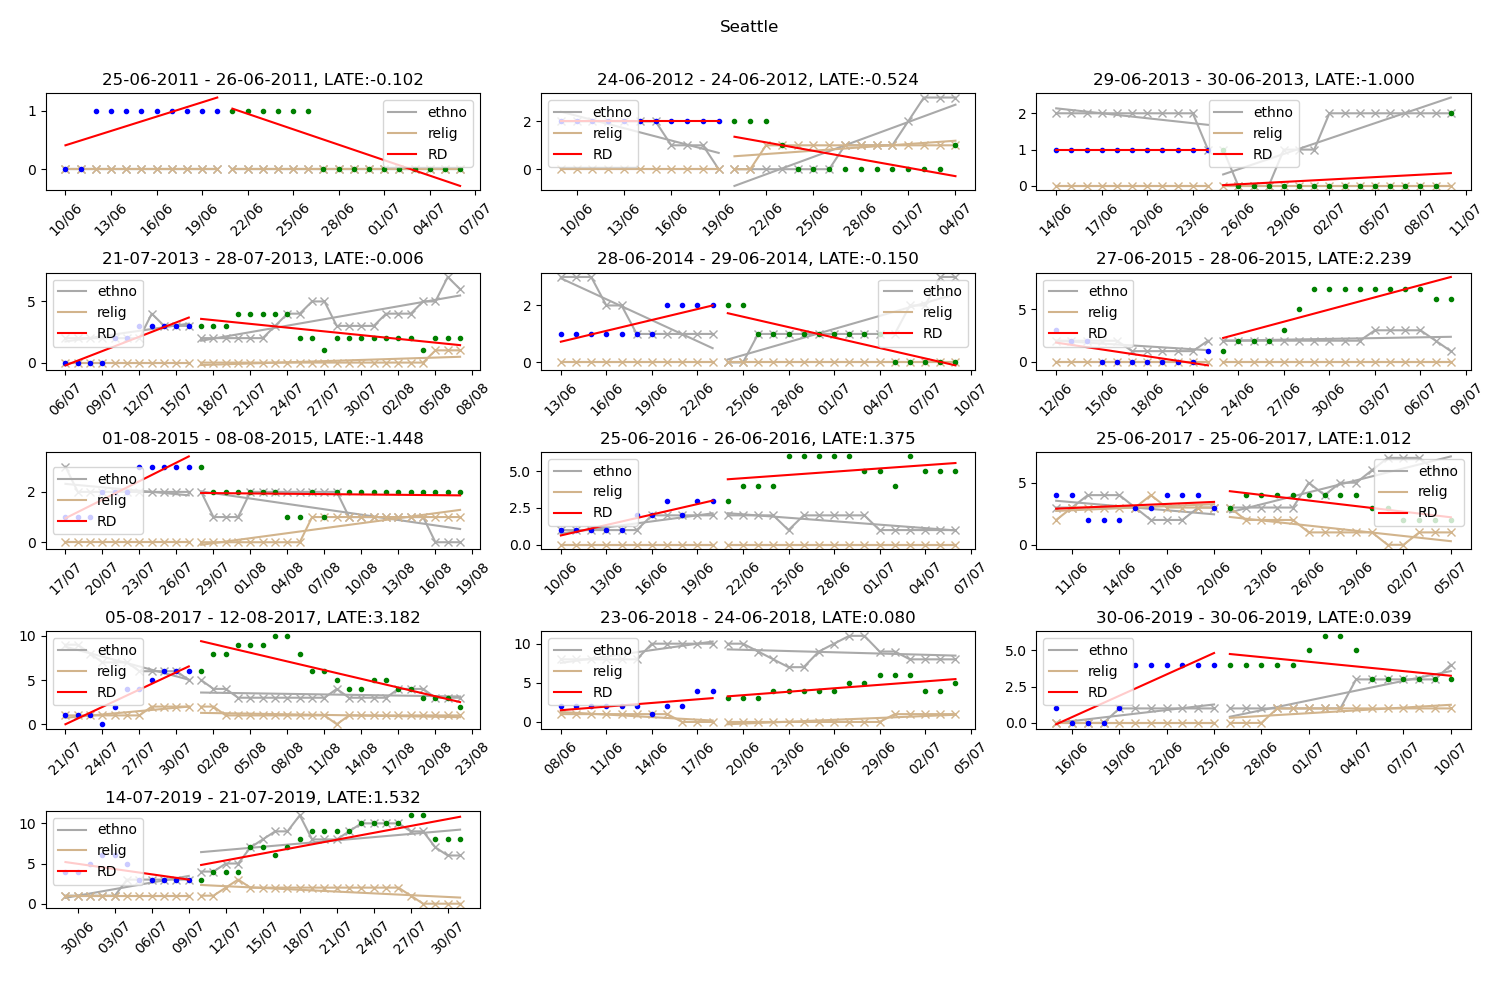 Seattle
25-06-2011 - 26-06-2011, LATE:-0.102
1
0
ethno
relig
RD
10/06 13/06 16/06 19/06 22/06 25/06 28/06 01/07 04/07 07/07
24-06-2012 - 24-06-2012, LATE:-0.524
2
0
ethno
relig
RD
10/06 13/06 16/06 19/06 22/06 25/06 28/06 01/07 04/07
29-06-2013 - 30-06-2013, LATE:-1.000
2
1
0
ethno
relig
RD
14/06 17/06 20/06 23/06 26/06 29/06 02/07 05/07 08/07 11/07
21-07-2013 - 28-07-2013, LATE:-0.006
5
0
ethno
relig
RD
06/07 09/07 12/07 15/07 18/07 21/07 24/07 27/07 30/07 02/08 05/08 08/08
28-06-2014 - 29-06-2014, LATE:-0.150
2
0
ethno
relig
RD
13/06 16/06 19/06 22/06 25/06 28/06 01/07 04/07 07/07 10/07
27-06-2015 - 28-06-2015, LATE:2.239
5
0
ethno
relig
RD
12/06 15/06 18/06 21/06 24/06 27/06 30/06 03/07 06/07 09/07
01-08-2015 - 08-08-2015, LATE:-1.448
2
0
ethno
relig
RD
17/07 20/07 23/07 26/07 29/07 01/08 04/08 07/08 10/08 13/08 16/08 19/08
25-06-2016 - 26-06-2016, LATE:1.375
5.0
2.5
0.0
ethno
relig
RD
10/06 13/06 16/06 19/06 22/06 25/06 28/06 01/07 04/07 07/07
25-06-2017 - 25-06-2017, LATE:1.012
5
0
ethno
relig
RD
11/06 14/06 17/06 20/06 23/06 26/06 29/06 02/07 05/07
05-08-2017 - 12-08-2017, LATE:3.182
10
5
0
ethno
relig
RD
21/07 24/07 27/07 30/07 02/08 05/08 08/08 11/08 14/08 17/08 20/08 23/08
23-06-2018 - 24-06-2018, LATE:0.080
10
5
0
ethno
relig
RD
08/06 11/06 14/06 17/06 20/06 23/06 26/06 29/06 02/07 05/07
30-06-2019 - 30-06-2019, LATE:0.039
5.0
2.5
0.0
ethno
relig
RD
16/06 19/06 22/06 25/06 28/06 01/07 04/07 07/07 10/07
14-07-2019 - 21-07-2019, LATE:1.532
10
5
0
ethno
relig
RD
30/06 03/07 06/07 09/07 12/07 15/07 18/07 21/07 24/07 27/07 30/07